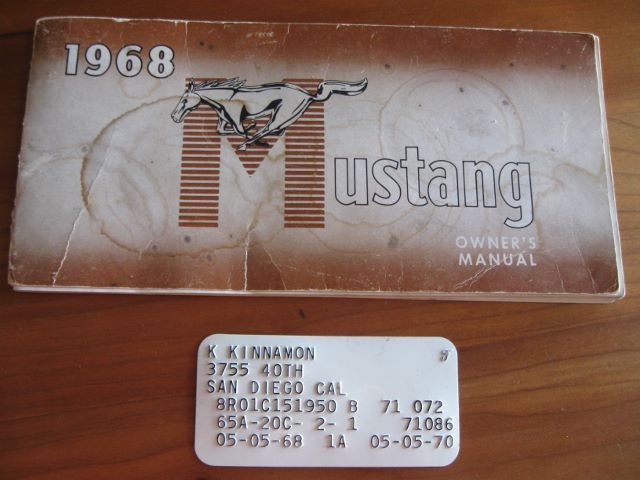 1968
Mustang
OWNER'S
MANUAL
K KINNAMON
3755 40TH
SAN DIEGO CAL
8R01C151950 B 71 072
65A-20C- 2- 1 71086
05-05-68 1A 05-05-70